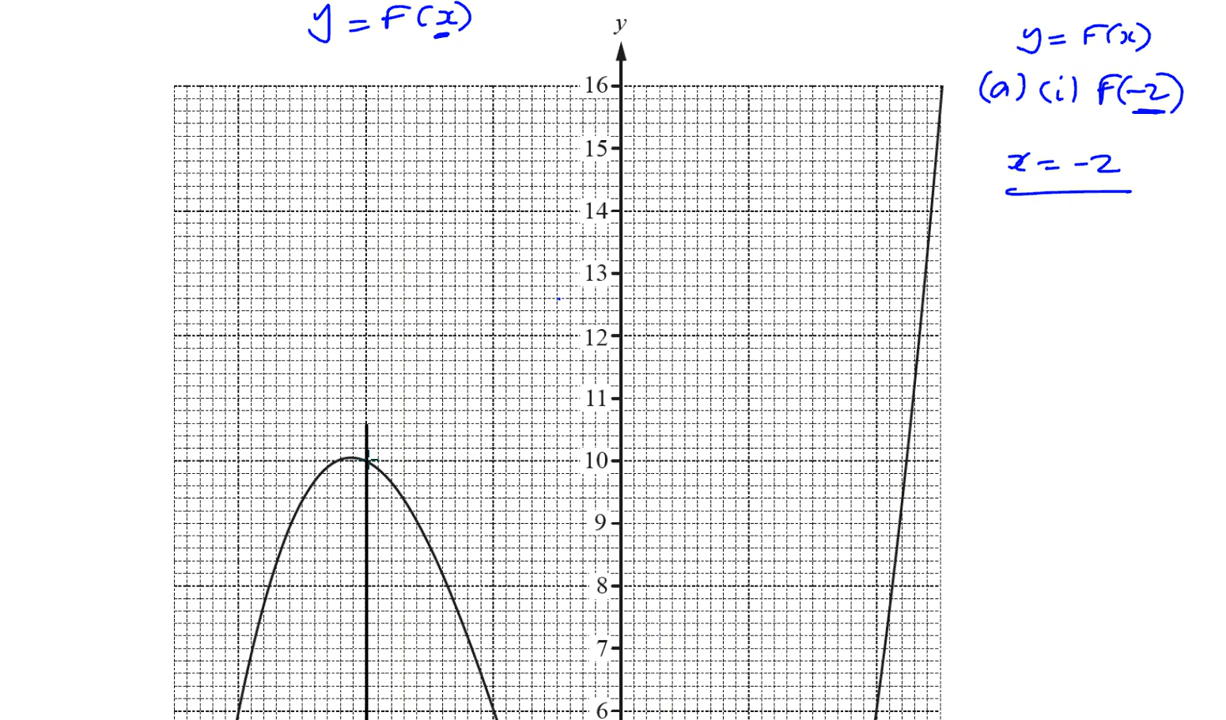 y = F(x)
y
y = F(x)
(a) (i) F(-2)
x = -2
16
15
14
13
12
11
10
9
8
7
6